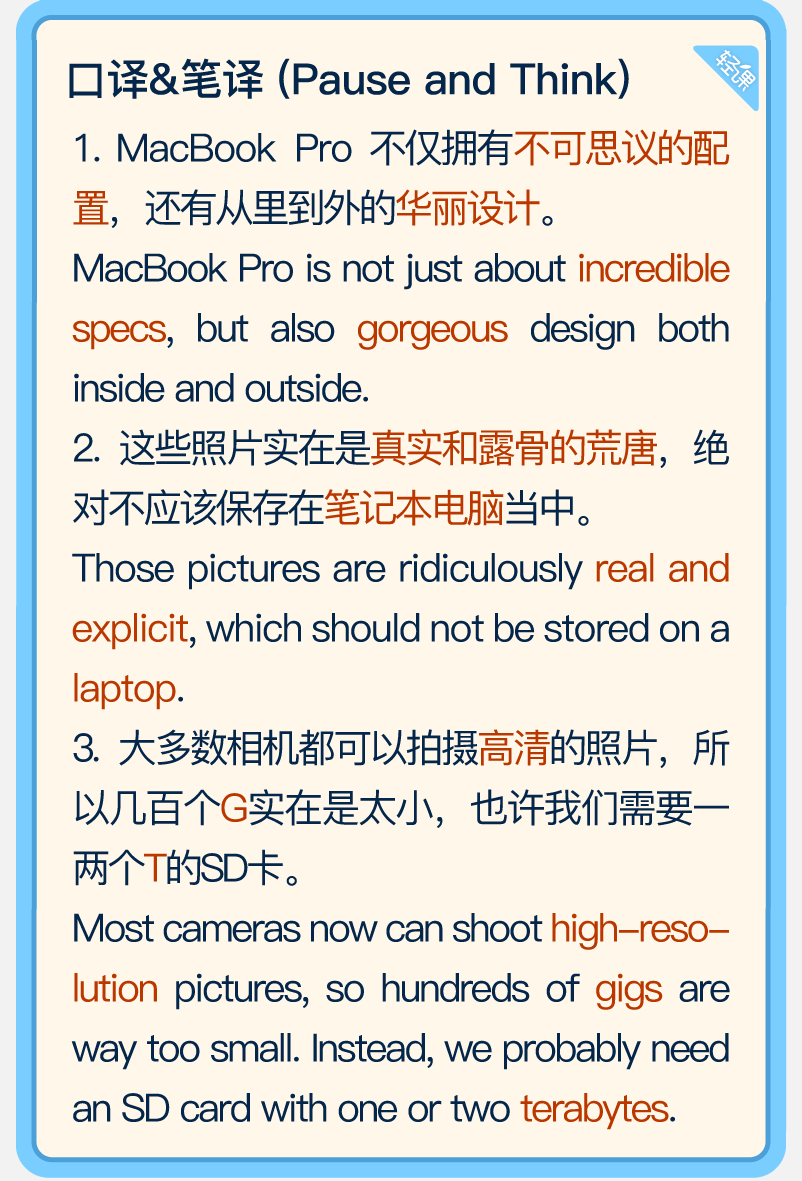 口译&笔译 (Pause and Think)
轻课
1. MacBook Pro 不仅拥有不可思议的配
置，还有从里到外的华丽设计。
MacBook Pro is not just about incredible
specs, but also gorgeous design both
inside and outside.
2. 这些照片实在是真实和露骨的荒唐，绝
对不应该保存在笔记本电脑当中。
Those pictures are ridiculously real and
explicit, which should not be stored on a
laptop.
3. 大多数相机都可以拍摄高清的照片，所
以几百个G实在是太小，也许我们需要一
两个T的SD卡。
Most cameras now can shoot high–reso–
lution pictures, so hundreds of gigs are
way too small. Instead, we probably need
an SD card with one or two terabytes.